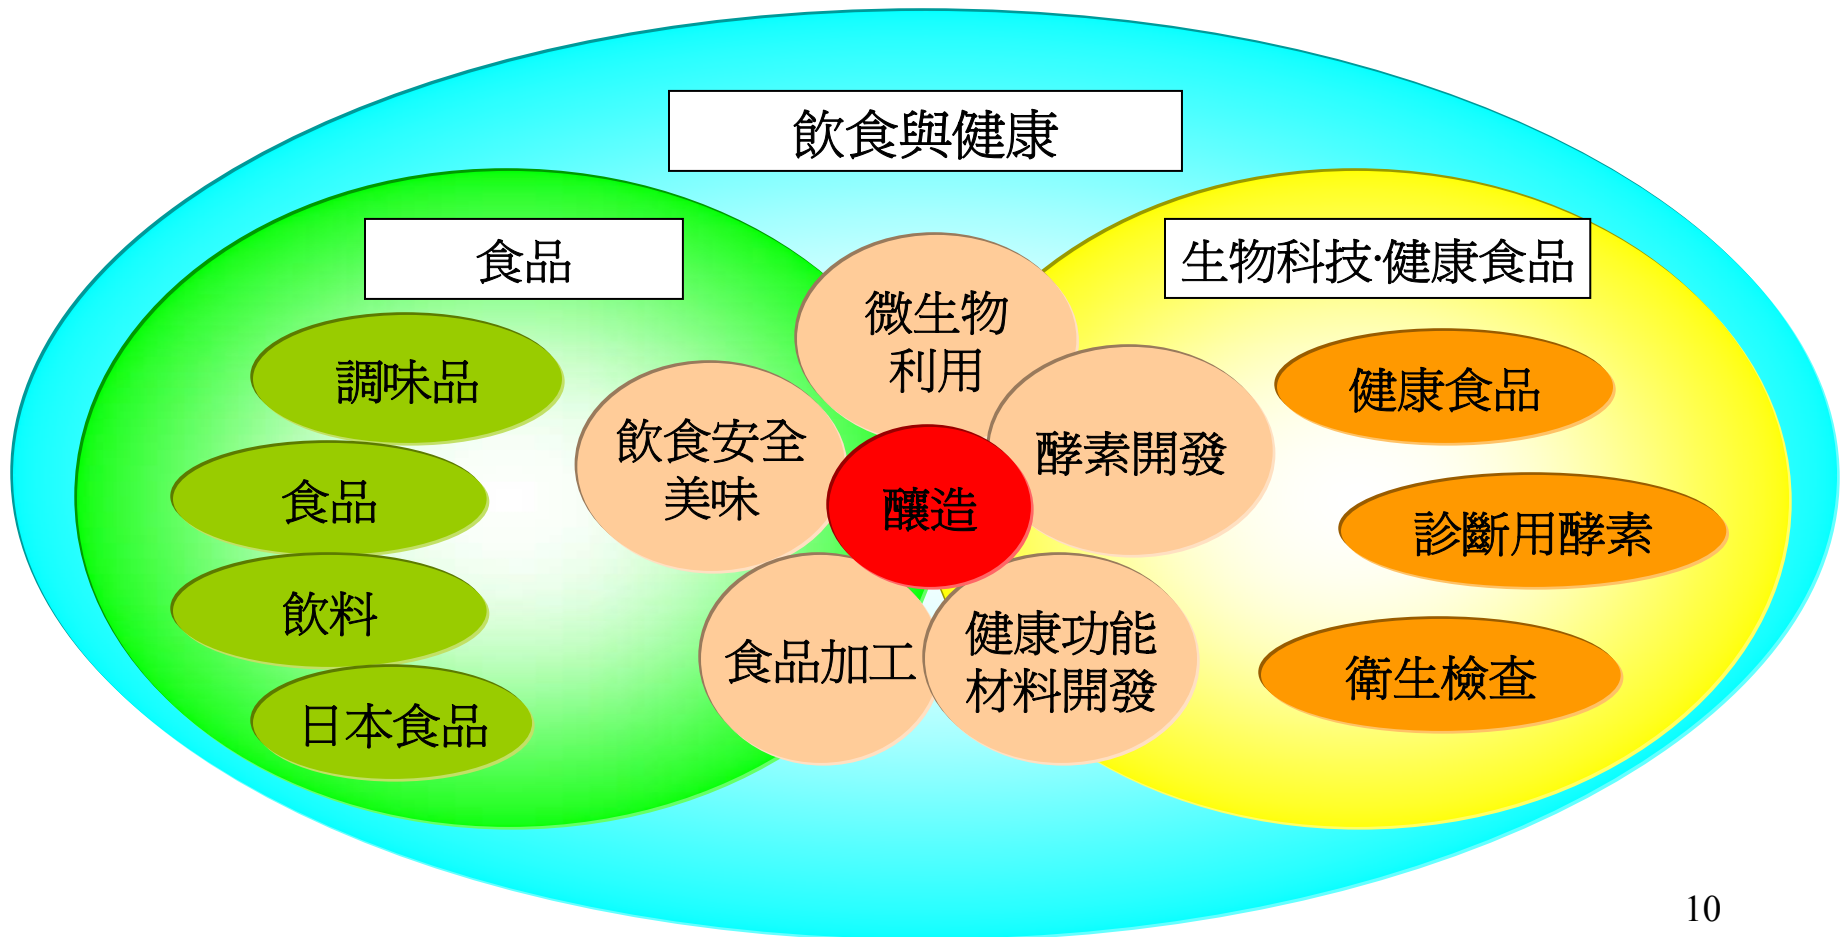 飲食與健康
食品
生物科技·健康食品
調味品
食品
飲料
日本食品
微生物
利用
飲食安全
美味
酵素開發
釀造
食品加工
健康功能
材料開發
健康食品
診斷用酵素
衛生檢查
10